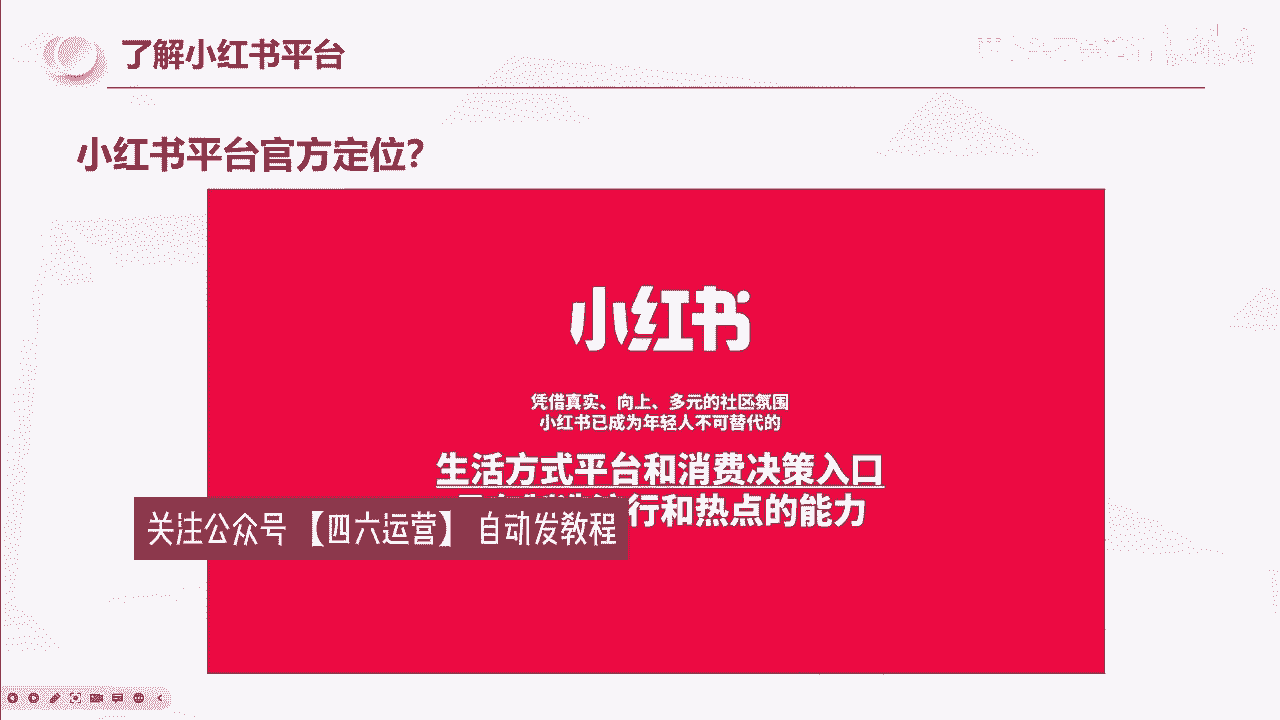 了解小红书平台
小红书平台官方定位？
小红书
凭借真实、向上、多元的社区氛围
小红书已成为年轻人不可替代的
生活方式平台和消费决策入口
行和热点的能力
关注公众号 【四六运营】 自动发教程